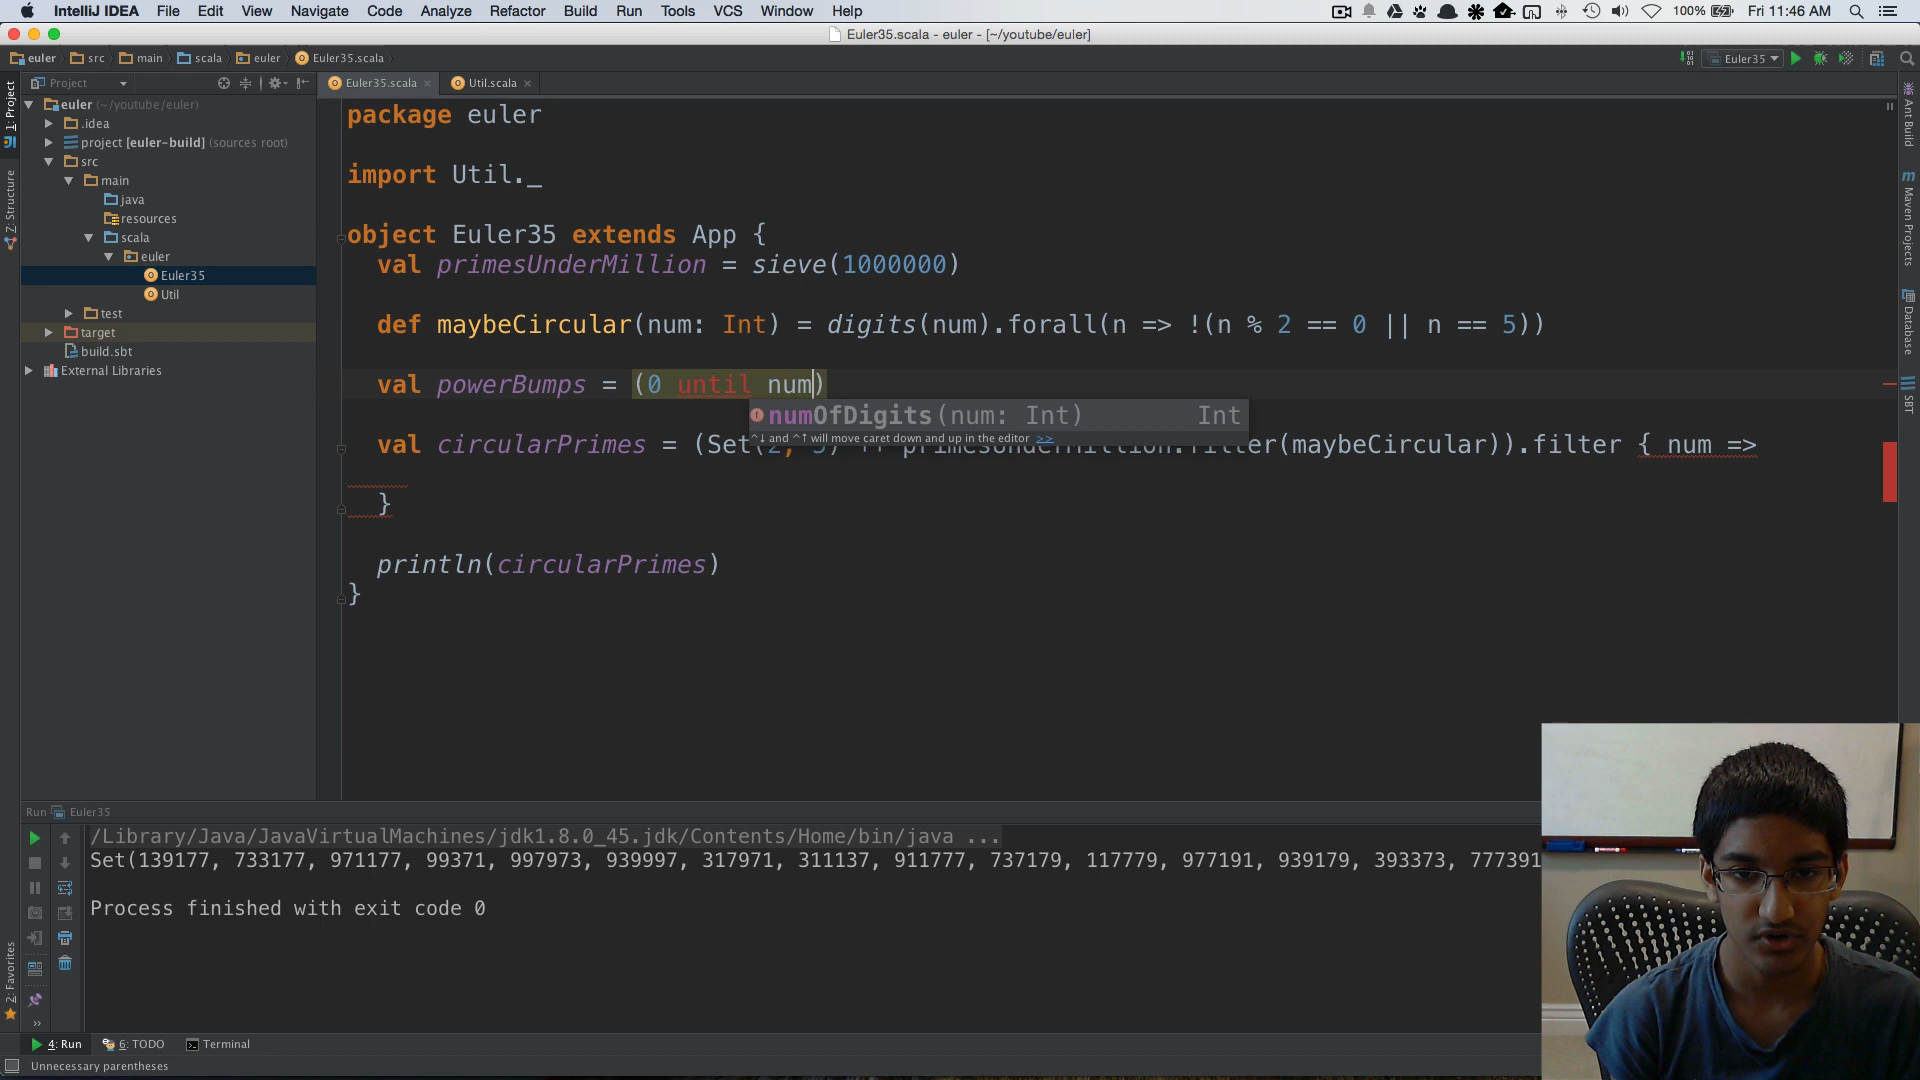 IntelliJ IDEA File Edit View Navigate Code Analyze Refactor Build Run Tools VCS Window Help 100% Fri 11:46 AM
Euler35.scala - euler - [~/youtube/euler]
euler src main scala euler Euler35.scala Euler35
Project
Euler35.scala
Util.scala
1: Project
Z: Structure
2: Favorites
euler (~/youtube/euler)
.idea
project [euler-build] (sources root)
src
main
java
resources
scala
euler
Euler35
Util
test
target
build.sbt
External Libraries
package euler
import Util._
object Euler35 extends App {
val primesUnderMillion = sieve(1000000)
def maybeCircular(num: Int) = digits(num).forall(n => !(n % 2 == 0 || n == 5))
val powerBumps = (0 until num)
numOfDigits(num: Int) Int
^↓ and ^↑ will move caret down and up in the editor >>
val circularPrimes = (Set(2, 5) ++ primesUnderMillion.filter(maybeCircular)).filter { num =>
}
println(circularPrimes)
}
Ant Build
Maven Projects
Database
SBT
Run Euler35
/Library/Java/JavaVirtualMachines/jdk1.8.0_45.jdk/Contents/Home/bin/java ...
Set(139177, 733177, 971177, 99371, 997973, 939997, 317971, 311137, 911777, 737179, 117779, 977191, 939179, 393373, 777391
Process finished with exit code 0
4: Run 6: TODO Terminal
Unnecessary parentheses